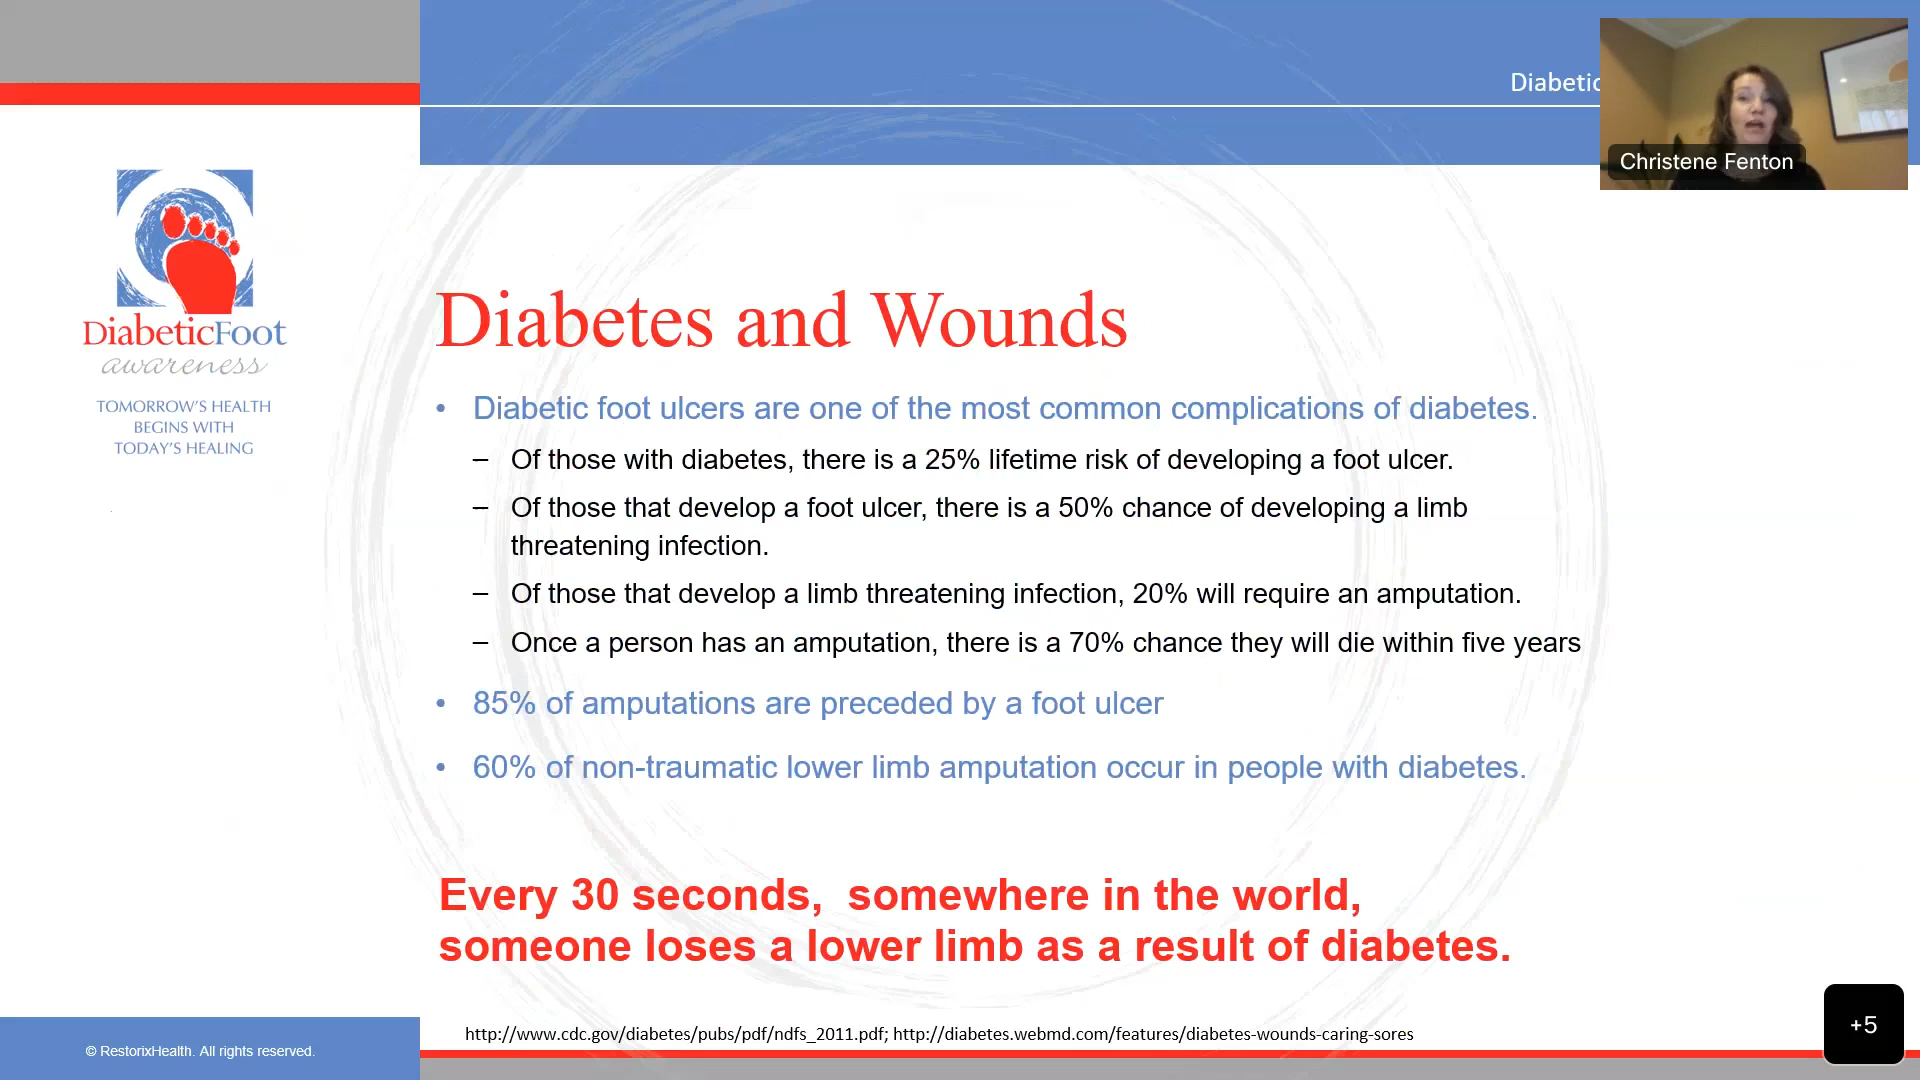 Diabetic
Christene Fenton
DiabeticFoot
awareness
TOMORROW'S HEALTH
BEGINS WITH
TODAY'S HEALING
Diabetes and Wounds
• Diabetic foot ulcers are one of the most common complications of diabetes.
– Of those with diabetes, there is a 25% lifetime risk of developing a foot ulcer.
– Of those that develop a foot ulcer, there is a 50% chance of developing a limb
threatening infection.
– Of those that develop a limb threatening infection, 20% will require an amputation.
– Once a person has an amputation, there is a 70% chance they will die within five years
• 85% of amputations are preceded by a foot ulcer
• 60% of non-traumatic lower limb amputation occur in people with diabetes.
Every 30 seconds,  somewhere in the world,
someone loses a lower limb as a result of diabetes.
http://www.cdc.gov/diabetes/pubs/pdf/ndfs_2011.pdf; http://diabetes.webmd.com/features/diabetes-wounds-caring-sores
© RestorixHealth. All rights reserved.
+5